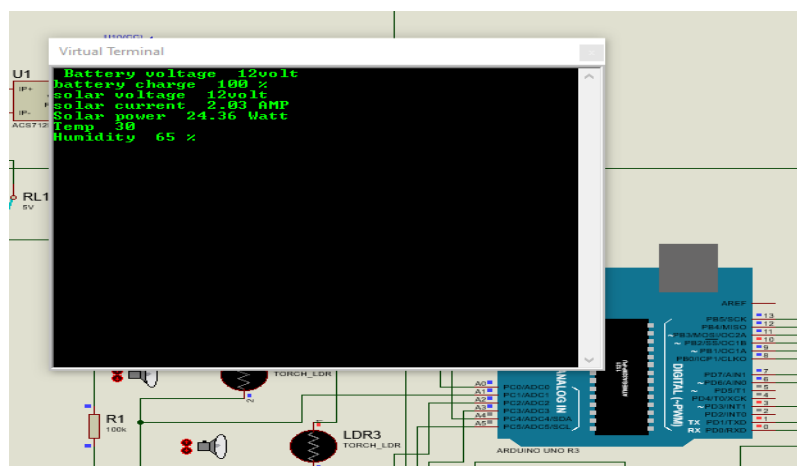 Virtual Terminal
Battery voltage 12volt
battery charge 100 %
solar voltage 12volt
solar current 2.03 AMP
Solar power 24.36 Watt
Temp 30
Humidity 65 %
U1
IP+
IP-
RL1
5V
TORCH_LDR
R1
100k
LDR3
TORCH_LDR
A0
A1
A2
A3
A4
A5
PC0/ADC0
PC1/ADC1
PC2/ADC2
PC3/ADC3
PC4/ADC4/SDA
PC5/ADC5/SCL
ANALOG IN
ARDUINO UNO R3
AREF
PB5/SCK 13
PB4/MISO 12
~PB3/MOSI/OC2A 11
~PB2/SS/OC1B 10
~PB1/OC1A 9
PB0/ICP1/CLKO 8
DIGITAL (~PWM)
PD7/AIN1 7
~PD6/AIN0 6
~PD5/T1 5
PD4/T0/XCK 4
~PD3/INT1 3
PD2/INT0 2
TX PD1/TXD 1
RX PD0/RXD 0